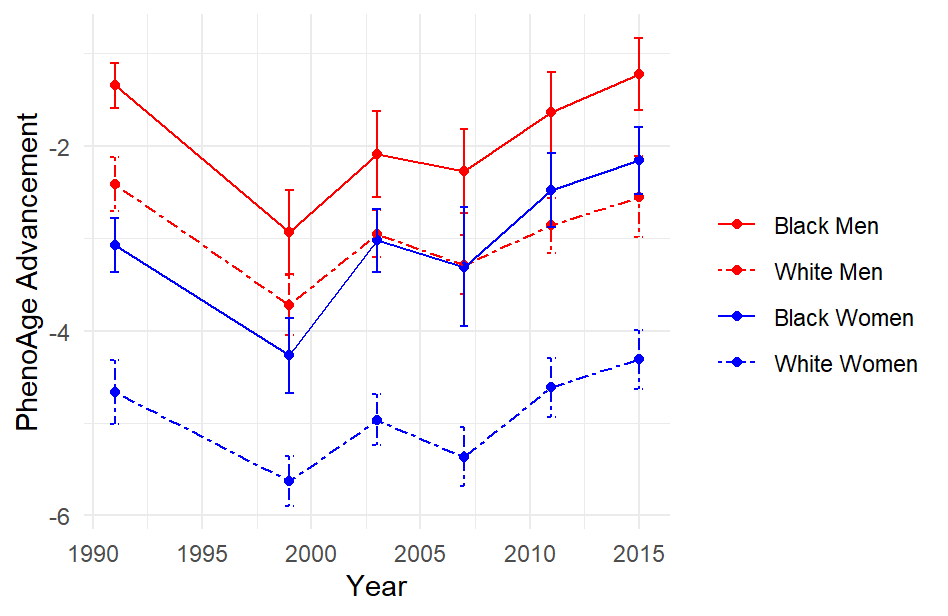 PhenoAge Advancement
-2
-4
-6
1990 1995 2000 2005 2010 2015
Year
Black Men
White Men
Black Women
White Women